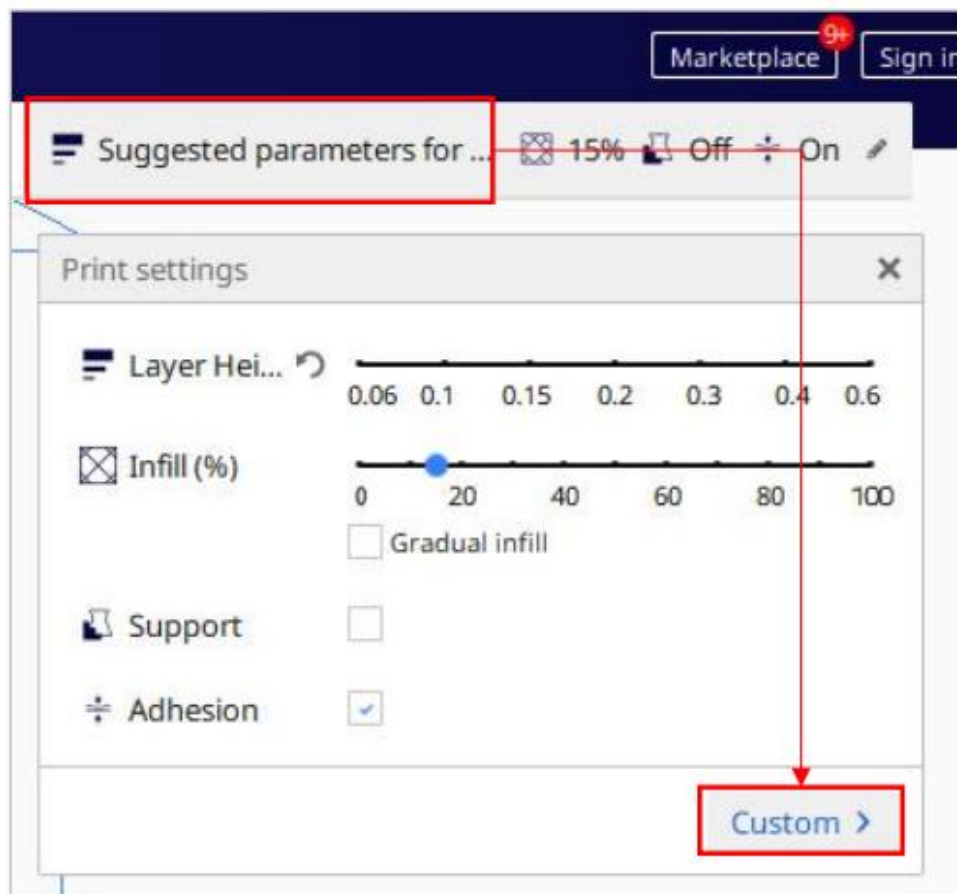 Marketplace 9+ Sign in
Suggested parameters for ... 15% Off On
Print settings
Layer Hei...
0.06 0.1 0.15 0.2 0.3 0.4 0.6
Infill (%)
0 20 40 60 80 100
Gradual infill
Support
Adhesion
Custom